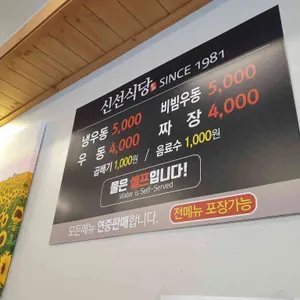 신선식당 SINCE 1981
냉우동 5,000 비빔우동 5,000
우동 4,000 짜장 4,000
곱빼기 1,000원 / 음료수 1,000원
물은 셀프입니다!
Water is Self-Served
모든메뉴 연중판매합니다. 전메뉴 포장가능